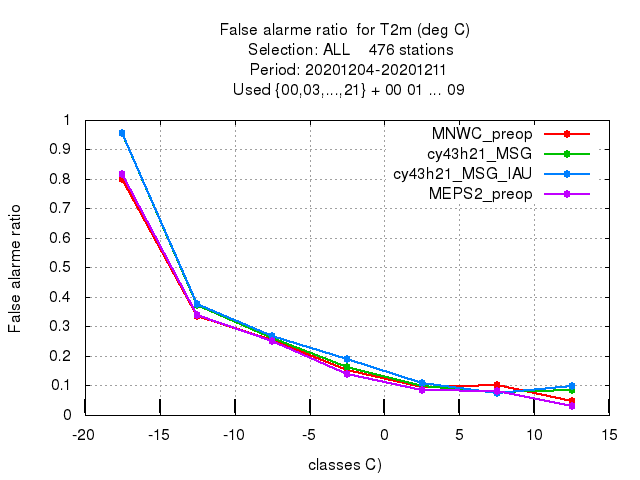 False alarme ratio  for T2m (deg C)
Selection: ALL    476 stations
Period: 20201204-20201211
Used {00,03,...,21} + 00 01 ... 09
MNWC_preop
cy43h21_MSG
cy43h21_MSG_IAU
MEPS2_preop
False alarme ratio
1
0.9
0.8
0.7
0.6
0.5
0.4
0.3
0.2
0.1
0
-20 -15 -10 -5 0 5 10 15
classes C)